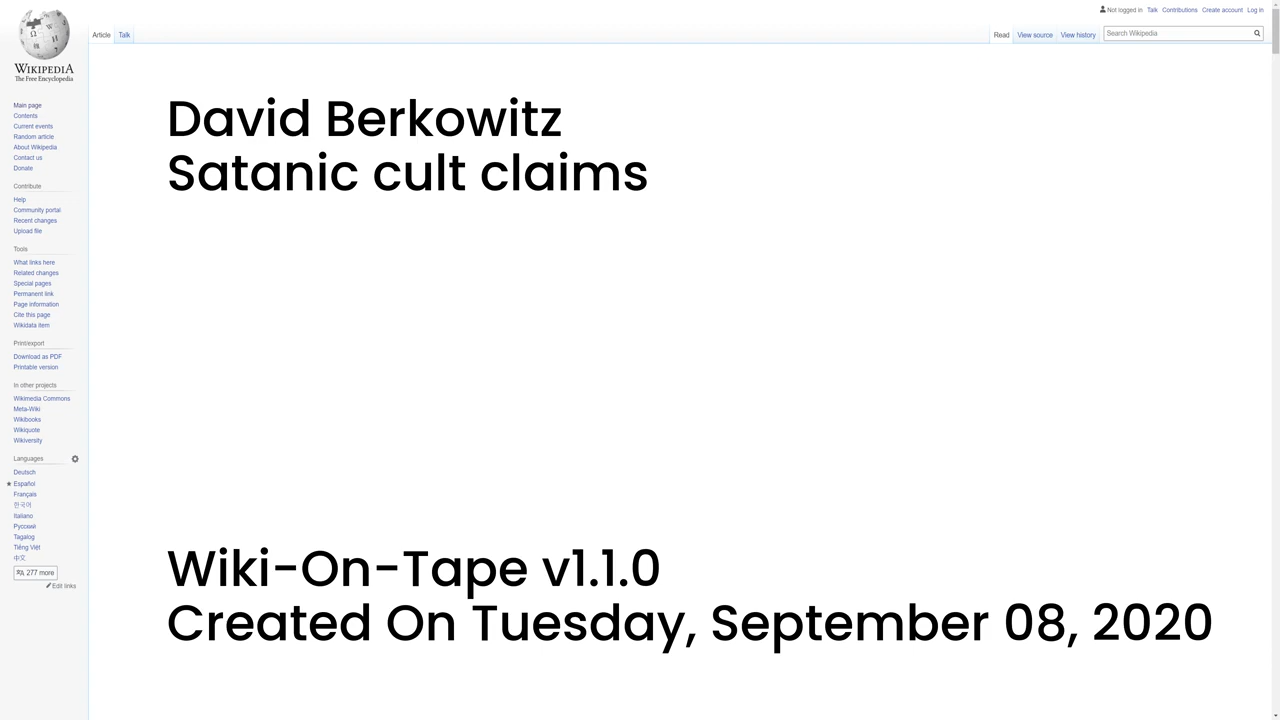 Not logged in Talk Contributions Create account Log in
Article Talk Read View source View history Search Wikipedia
WIKIPEDIA
The Free Encyclopedia
Main page
Contents
Current events
Random article
About Wikipedia
Contact us
Donate
Contribute
Help
Community portal
Recent changes
Upload file
Tools
What links here
Related changes
Special pages
Permanent link
Page information
Cite this page
Wikidata item
Print/export
Download as PDF
Printable version
In other projects
Wikimedia Commons
Meta-Wiki
Wikibooks
Wikiquote
Wikiversity
Languages
Deutsch
Español
Français
한국어
Italiano
Русский
Tagalog
Tiếng Việt
中文
277 more
Edit links
David Berkowitz
Satanic cult claims
Wiki-On-Tape v1.1.0
Created On Tuesday, September 08, 2020